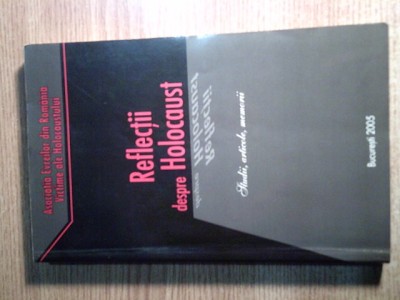 Asociația Evreilor din România
Victime ale Holocaustului
Reflecții
despre Holocaust
Studii, articole, memorii
București 2005